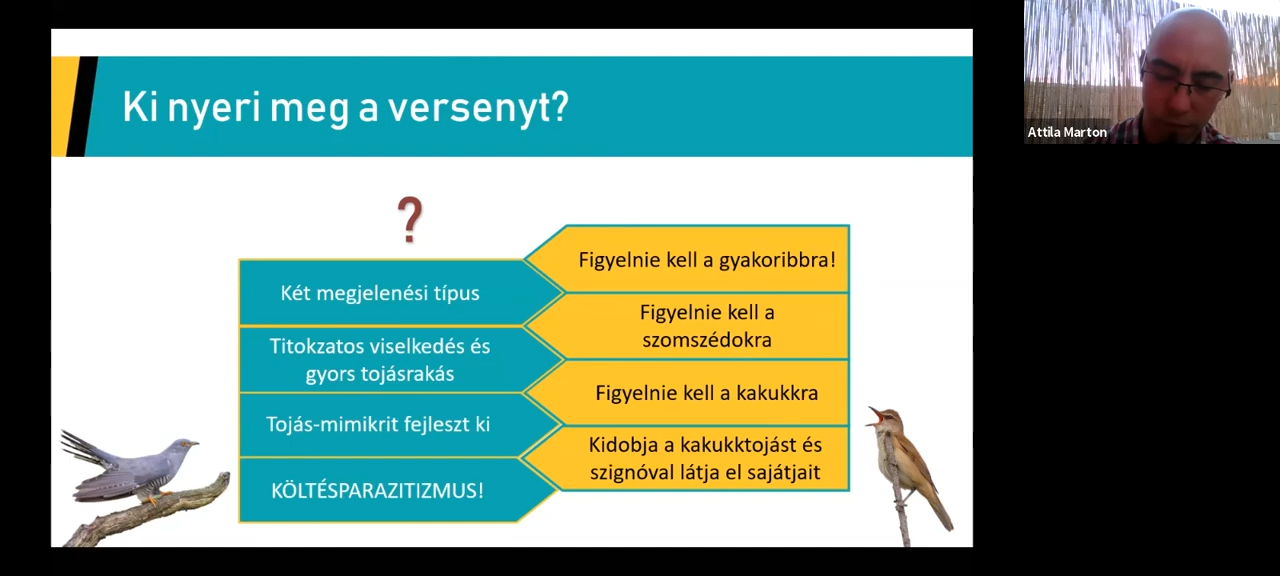 Ki nyeri meg a versenyt?
Attila Marton
?
Figyelnie kell a gyakoribbra!
Két megjelenési típus
Figyelnie kell a
szomszédokra
Titokzatos viselkedés és
gyors tojásrakás
Figyelnie kell a kakukkra
Tojás-mimikrit fejleszt ki
Kidobja a kakukktojást és
szignóval látja el sajátjait
KÖLTÉSPARAZITIZMUS!